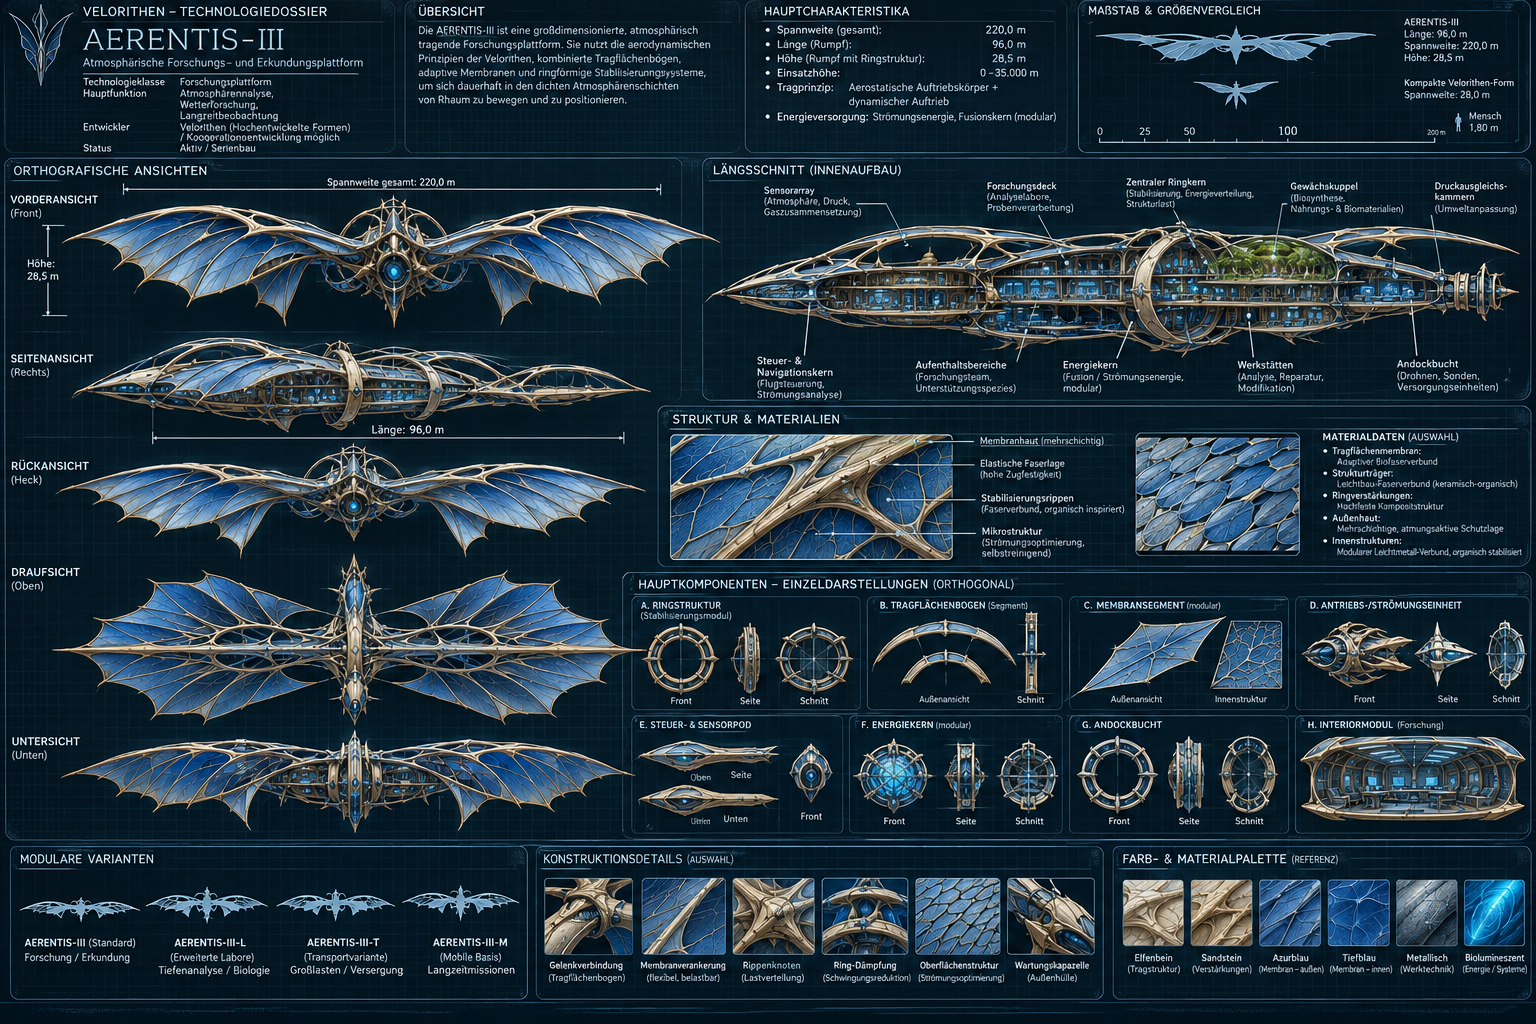 VELORITHEN – TECHNOLOGIEDOSSIER
AERENTIS-III
Atmosphärische Forschungs- und Erkundungsplattform
Technologieklasse Forschungsplattform
Hauptfunktion Atmosphärenanalyse,
Wetterforschung,
Langzeitbeobachtung
Entwickler Velorithen (Hochentwickelte Formen)
/ Kooperationsentwicklung möglich
Status Aktiv / Serienbau
ÜBERSICHT
Die AERENTIS-III ist eine großdimensionierte, atmosphärisch
tragende Forschungsplattform. Sie nutzt die aerodynamischen
Prinzipien der Velorithen, kombinierte Tragflächenbögen,
adaptive Membranen und ringförmige Stabilisierungssysteme,
um sich dauerhaft in den dichten Atmosphärenschichten
von Rhaum zu bewegen und zu positionieren.
HAUPTCHARAKTERISTIKA
• Spannweite (gesamt): 220,0 m
• Länge (Rumpf): 96,0 m
• Höhe (Rumpf mit Ringstruktur): 28,5 m
• Einsatzhöhe: 0 – 35.000 m
• Tragprinzip: Aerostatische Auftriebskörper +
dynamischer Auftrieb
• Energieversorgung: Strömungsenergie, Fusionskern (modular)
MAßSTAB & GRÖßENVERGLEICH
AERENTIS-III
Länge: 96,0 m
Spannweite: 220,0 m
Höhe: 28,5 m
Kompakte Velorithen-Form
Spannweite: 28,0 m
Mensch
1,80 m
0 25 50 100 200 m
ORTHOGRAFISCHE ANSICHTEN
Spannweite gesamt: 220,0 m
VORDERANSICHT
(Front)
Höhe:
28,5 m
SEITENANSICHT
(Rechts)
Länge: 96,0 m
RÜCKANSICHT
(Heck)
DRAUFSICHT
(Oben)
UNTERSICHT
(Unten)
LÄNGSSCHNITT (INNENAUFBAU)
Sensorarray
(Atmosphäre, Druck,
Gaszusammensetzung)
Forschungsdeck
(Analyselabore,
Probenverarbeitung)
Zentraler Ringkern
(Stabilisierung, Energieverteilung,
Strukturlast)
Gewächskuppel
(Biosynthese,
Nahrungs- & Biomaterialien)
Druckausgleichs-
kammern
(Umweltanpassung)
Steuer- &
Navigationskern
(Flugsteuerung,
Strömungsanalyse)
Aufenthaltsbereiche
(Forschungsteam,
Unterstützungsspezies)
Energiekern
(Fusion / Strömungsenergie,
modular)
Werkstätten
(Analyse, Reparatur,
Modifikation)
Andockbucht
(Drohnen, Sonden,
Versorgungseinheiten)
STRUKTUR & MATERIALIEN
Membranhaut (mehrschichtig)
Elastische Faserlage
(hohe Zugfestigkeit)
Stabilisierungsrippen
(Faserverbund, organisch inspiriert)
Mikrostruktur
(Strömungsoptimierung,
selbstreinigend)
MATERIALDATEN (AUSWAHL)
• Tragflächenmembran:
Adaptiver Biofaserverbund
• Strukturträger:
Leichtbau-Faserverbund (keramisch-organisch)
• Ringverstärkungen:
Hochfeste Kompositstruktur
• Außenhaut:
Mehrschichtige, atmungsaktive Schutzlage
• Innenstrukturen:
Modularer Leichtmetall-Verbund, organisch stabilisiert
HAUPTKOMPONENTEN – EINZELDARSTELLUNGEN (ORTHOGONAL)
A. RINGSTRUKTUR
(Stabilisierungsmodul)
Front Seite Schnitt
B. TRAGFLÄCHENBOGEN (Segment)
Außenansicht Schnitt
C. MEMBRANSEGMENT (modular)
Außenansicht Innenstruktur
D. ANTRIEBS-/STRÖMUNGSEINHEIT
Front Seite Schnitt
E. STEUER- & SENSORPOD
Oben Seite
Unten Front
F. ENERGIEKERN (modular)
Front Seite Schnitt
G. ANDOCKBUCHT
Front Seite Schnitt
H. INTERIORMODUL (Forschung)
MODULARE VARIANTEN
AERENTIS-III (Standard)
Forschung / Erkundung
AERENTIS-III-L
(Erweiterte Labore)
Tiefenanalyse / Biologie
AERENTIS-III-T
(Transportvariante)
Großlasten / Versergung
AERENTIS-III-M
(Mobile Basis)
Langzeitmissionen
KONSTRUKTIONSDETAILS (AUSWAHL)
Gelenkverbindung
(Tragflächenbogen)
Membranverankerung
(flexibel, belastbar)
Rippenknoten
(Lastverteilung)
Ring-Dämpfung
(Schwingungsreduktion)
Oberflächenstruktur
(Strömungsoptimierung)
Wartungskapazelle
(Außenhülle)
FARB- & MATERIALPALETTE (REFERENZ)
Elfenbein
(Tragstruktur)
Sandstein
(Verstärkungen)
Azurblau
(Membran – außen)
Tiefblau
(Membran – innen)
Metallisch
(Werktechnik)
Biolumineszent
(Energie / Systeme)